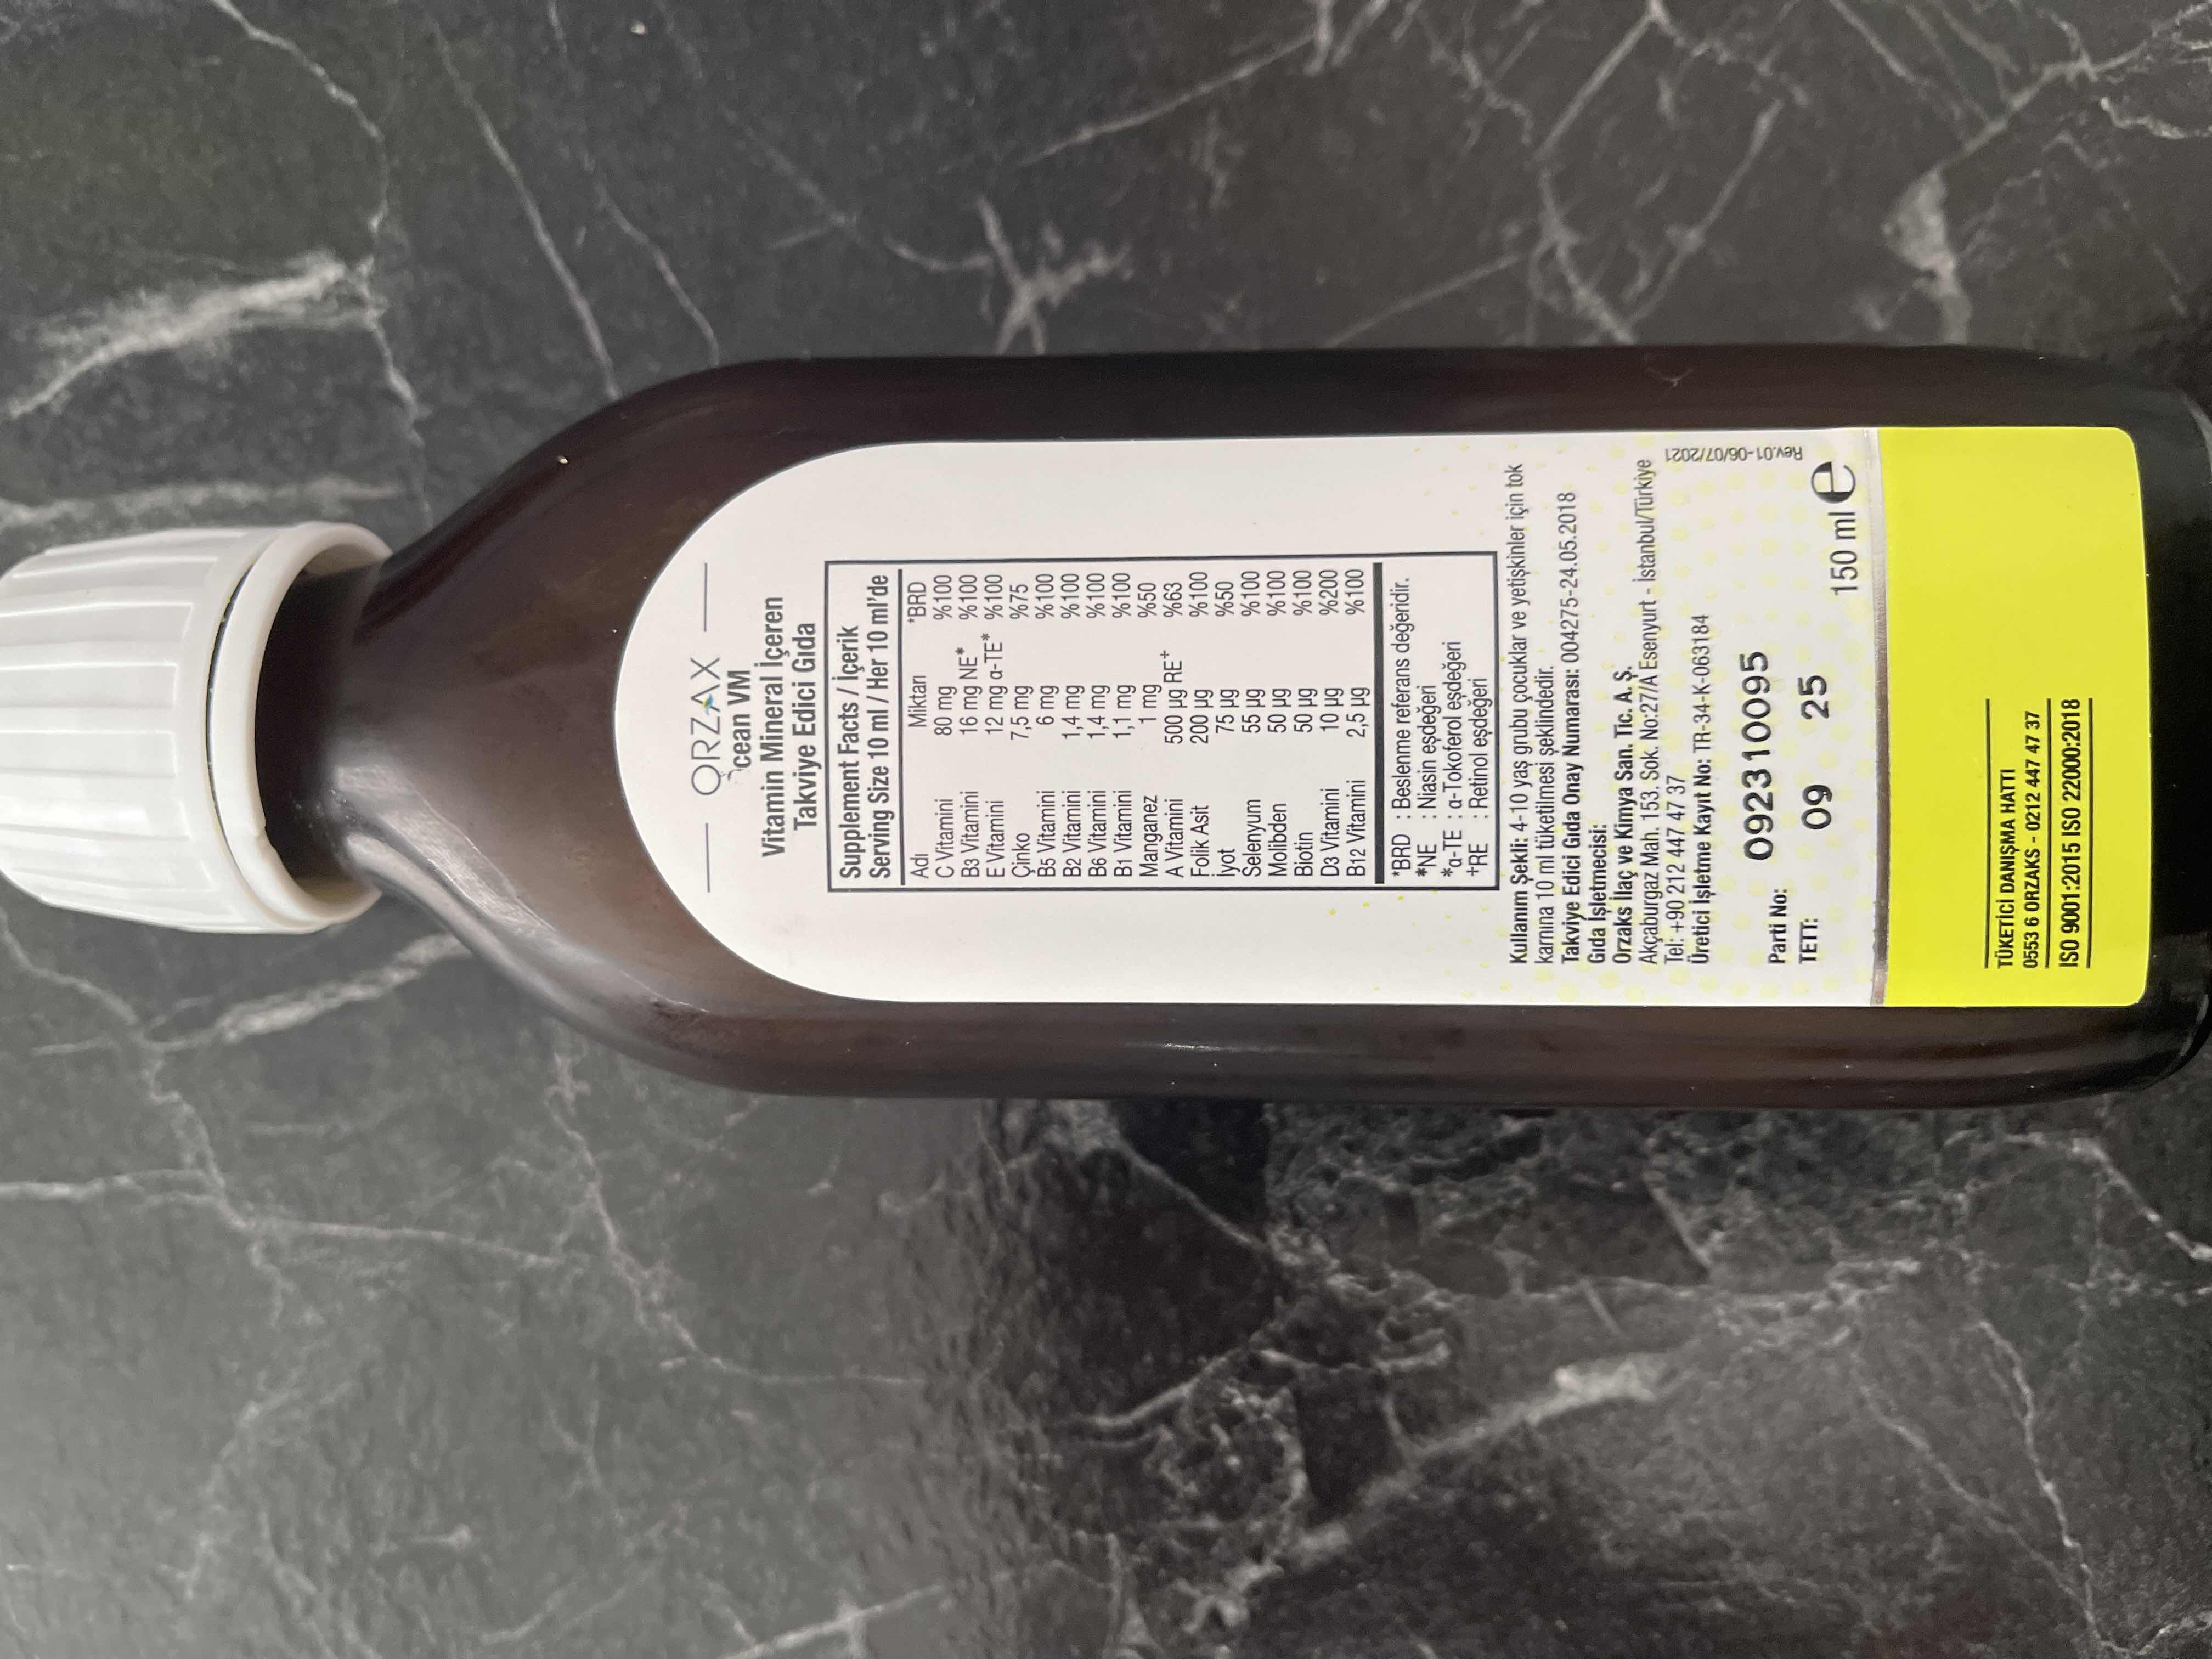 ORZAX
cean VM
Vitamin Mineral İçeren
Takviye Edici Gıda
Supplement Facts / İçerik
Serving Size 10 ml / Her 10 ml'de
Adı Miktarı *BRD
C Vitamini 80 mg %100
B3 Vitamini 16 mg NE* %100
E Vitamini 12 mg α-TE* %100
Çinko 7,5 mg %75
B5 Vitamini 6 mg %100
B2 Vitamini 1,4 mg %100
B6 Vitamini 1,4 mg %100
B1 Vitamini 1,1 mg %100
Manganez 1 mg %50
A Vitamini 500 µg RE+ %63
Folik Asit 200 µg %100
İyot 75 µg %50
Selenyum 55 µg %100
Molibden 50 µg %100
Biotin 50 µg %100
D3 Vitamini 10 µg %200
B12 Vitamini 2,5 µg %100
*BRD : Beslenme referans değeridir.
*NE : Niasin eşdeğeri
*α-TE : α-Tokoferol eşdeğeri
+RE : Retinol eşdeğeri
Kullanım Şekli: 4-10 yaş grubu çocuklar ve yetişkinler için tok
karnına 10 ml tüketilmesi şeklindedir.
Takviye Edici Gıda Onay Numarası: 004275-24.05.2018
Gıda İşletmecisi:
Orzaks İlaç ve Kimya San. Tic. A. Ş.
Akçaburgaz Mah. 153. Sok. No:27/A Esenyurt - İstanbul/Türkiye
Tel: +90 212 447 47 37
Üretici İşletme Kayıt No: TR-34-K-063184
Rev.01-06/07/2021
Parti No: 092310095
TETT: 09 25
150 ml e
TÜKETİCİ DANIŞMA HATTI
0553 6 ORZAKS - 0212 447 47 37
ISO 9001:2015 ISO 22000:2018